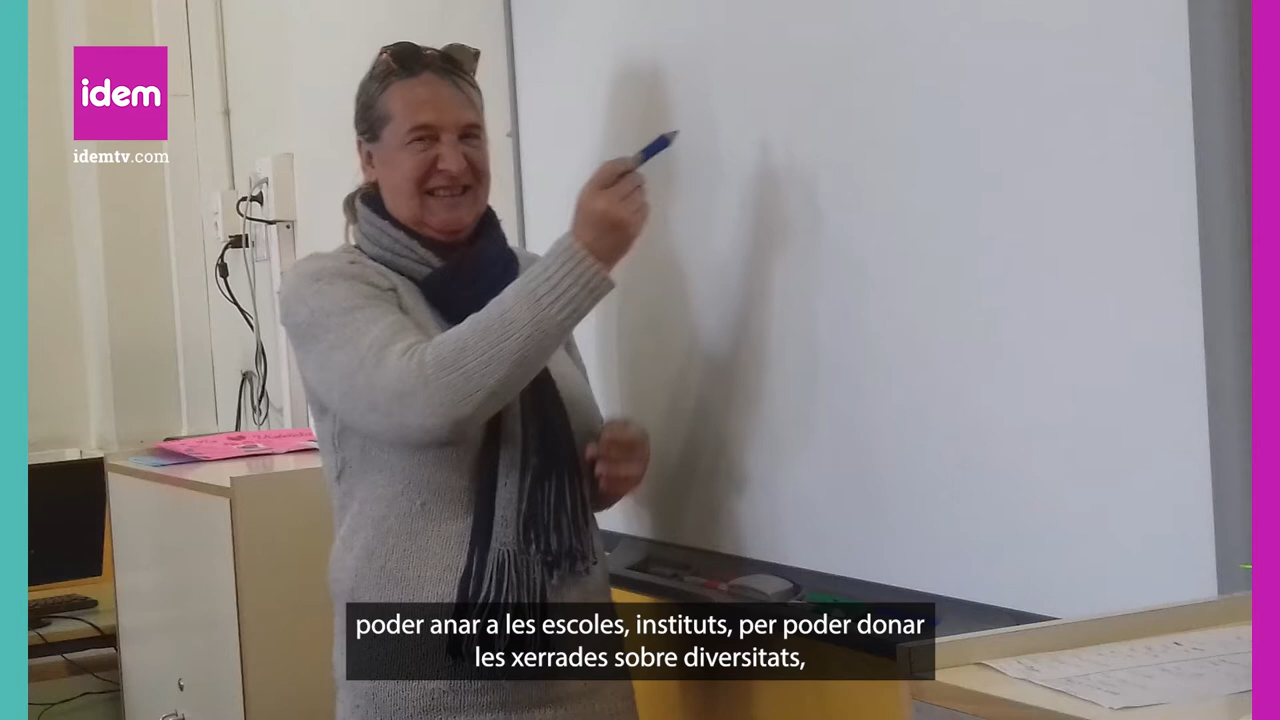 idem
idemtv.com
poder anar a les escoles, instituts, per poder donar
les xerrades sobre diversitats,